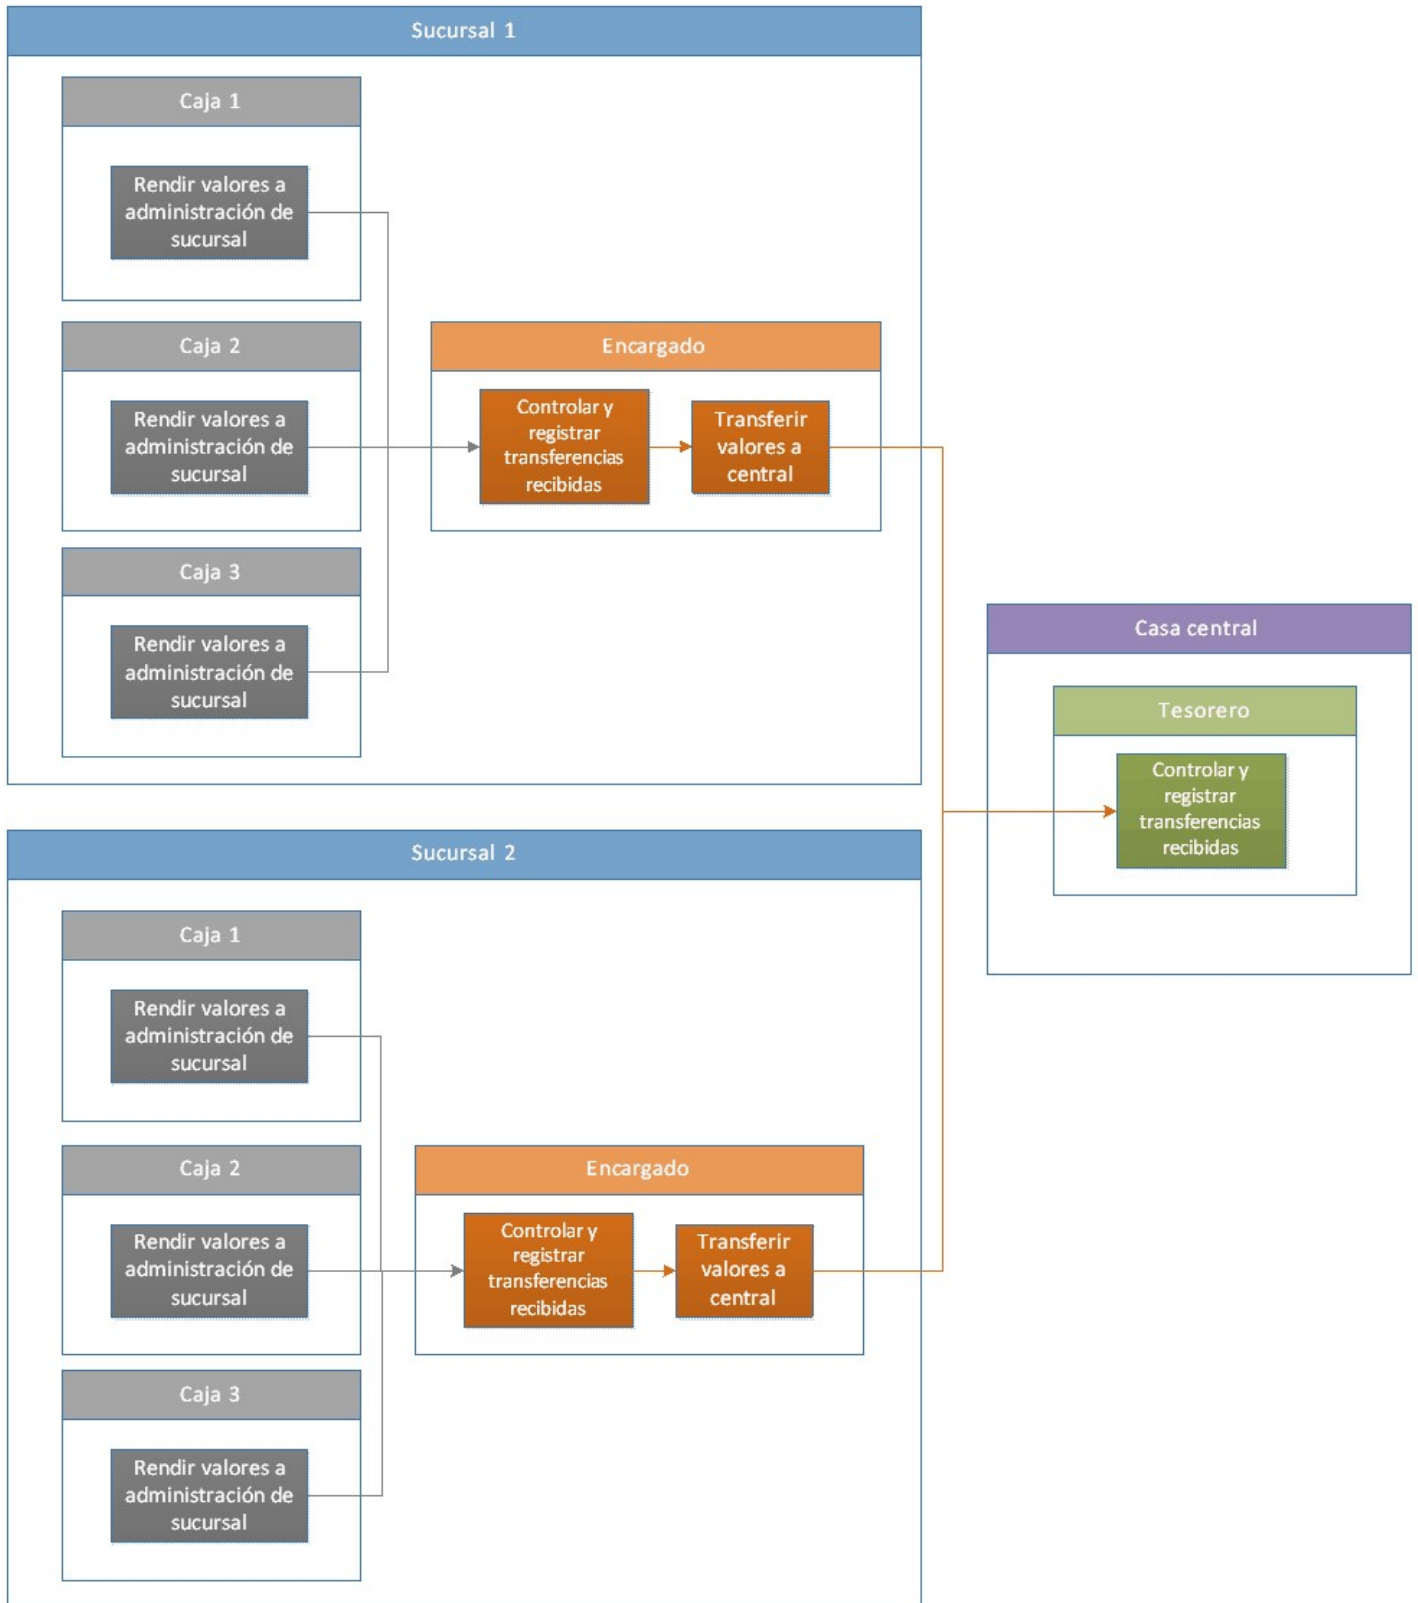 Sucursal 1
Caja 1
Rendir valores a
administración de
sucursal
Caja 2
Rendir valores a
administración de
sucursal
Caja 3
Rendir valores a
administración de
sucursal
Encargado
Controlar y
registrar
transferencias
recibidas
Transferir
valores a
central
Casa central
Tesorero
Controlar y
registrar
transferencias
recibidas
Sucursal 2
Caja 1
Rendir valores a
administración de
sucursal
Caja 2
Rendir valores a
administración de
sucursal
Caja 3
Rendir valores a
administración de
sucursal
Encargado
Controlar y
registrar
transferencias
recibidas
Transferir
valores a
central